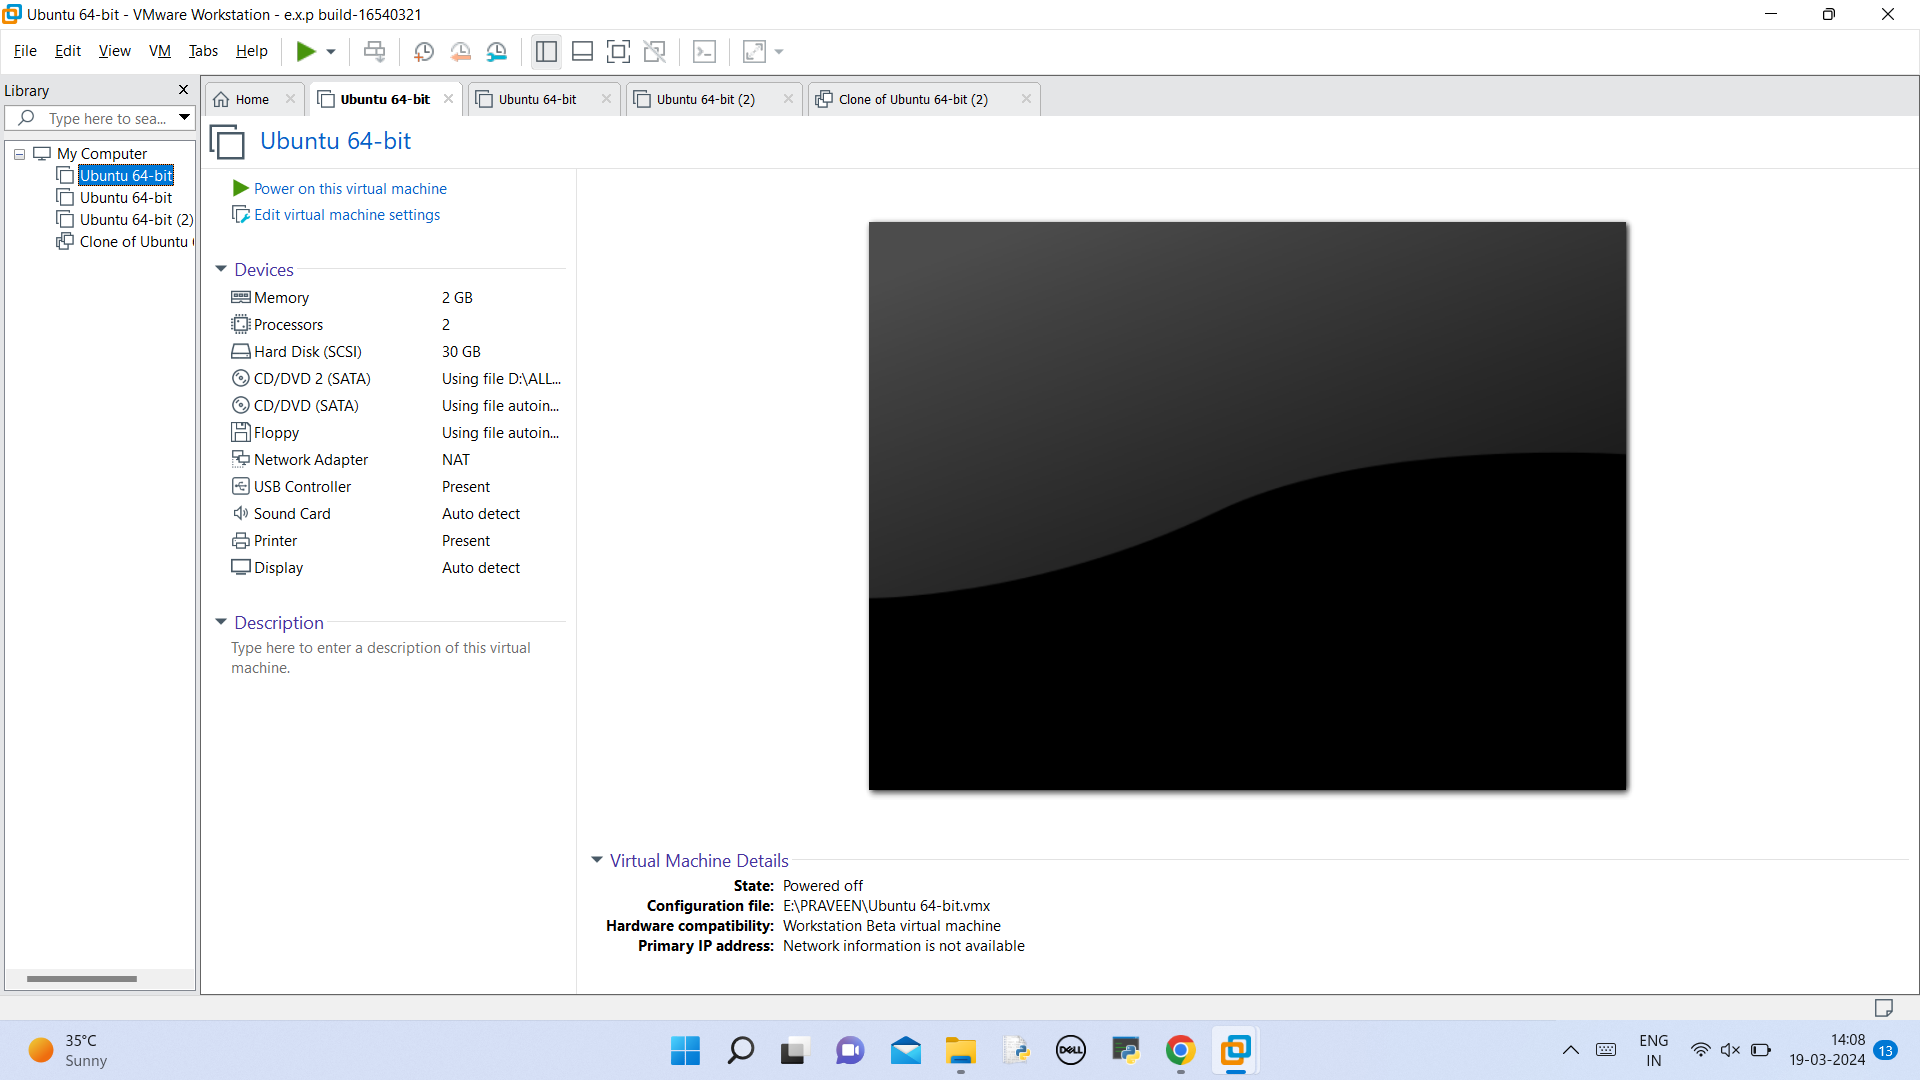 Ubuntu 64-bit - VMware Workstation - e.x.p build-16540321
File Edit View VM Tabs Help
Library
Type here to sea...
My Computer
Ubuntu 64-bit
Ubuntu 64-bit
Ubuntu 64-bit (2)
Clone of Ubuntu
Home
Ubuntu 64-bit
Ubuntu 64-bit
Ubuntu 64-bit (2)
Clone of Ubuntu 64-bit (2)
Ubuntu 64-bit
Power on this virtual machine
Edit virtual machine settings
Devices
Memory 2 GB
Processors 2
Hard Disk (SCSI) 30 GB
CD/DVD 2 (SATA) Using file D:\ALL...
CD/DVD (SATA) Using file autoin...
Floppy Using file autoin...
Network Adapter NAT
USB Controller Present
Sound Card Auto detect
Printer Present
Display Auto detect
Description
Type here to enter a description of this virtual
machine.
Virtual Machine Details
State: Powered off
Configuration file: E:\PRAVEEN\Ubuntu 64-bit.vmx
Hardware compatibility: Workstation Beta virtual machine
Primary IP address: Network information is not available
35°C
Sunny
DELL
ENG
IN
14:08
19-03-2024
13